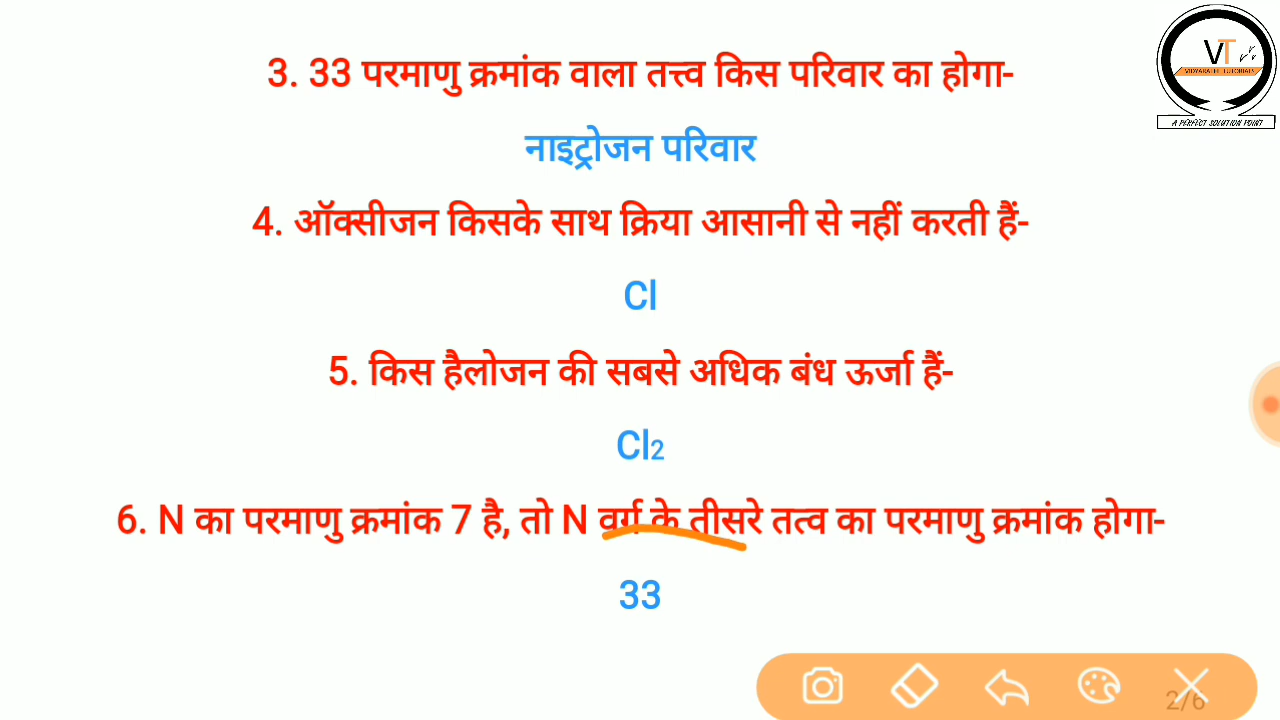 VT
VIDYARATHI TUTORIALS
A PERFECT SOLUTION POINT
3. 33 परमाणु क्रमांक वाला तत्त्व किस परिवार का होगा-
नाइट्रोजन परिवार
4. ऑक्सीजन किसके साथ क्रिया आसानी से नहीं करती हैं-
Cl
5. किस हैलोजन की सबसे अधिक बंध ऊर्जा हैं-
Cl2
6. N का परमाणु क्रमांक 7 है, तो N वर्ग के तीसरे तत्व का परमाणु क्रमांक होगा-
33
2/6